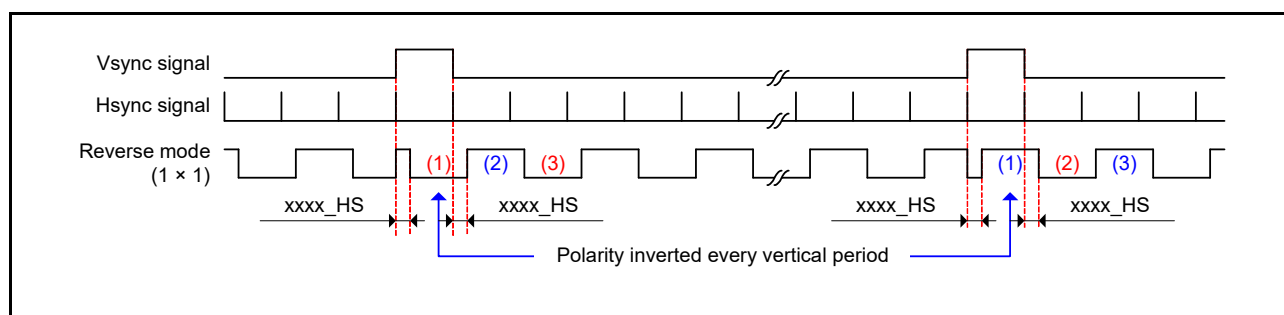 Vsync signal
Hsync signal
Reverse mode
(1 × 1)
(1) (2) (3) (1) (2) (3)
xxxx_HS xxxx_HS xxxx_HS xxxx_HS
Polarity inverted every vertical period